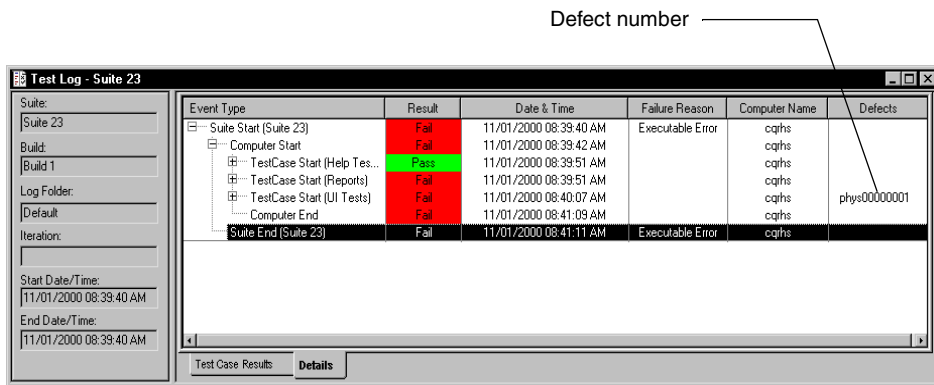 Defect number
Test Log - Suite 23
Suite:
Suite 23
Build:
Build 1
Log Folder:
Default
Iteration:
Start Date/Time:
11/01/2000 08:39:40 AM
End Date/Time:
11/01/2000 08:39:40 AM
Event Type Result Date & Time Failure Reason Computer Name Defects
Suite Start (Suite 23) Fail 11/01/2000 08:39:40 AM Executable Error cqrhs
Computer Start Fail 11/01/2000 08:39:42 AM cqrhs
TestCase Start (Help Tes... Pass 11/01/2000 08:39:51 AM cqrhs
TestCase Start (Reports) Fail 11/01/2000 08:39:51 AM cqrhs
TestCase Start (UI Tests) Fail 11/01/2000 08:40:07 AM cqrhs phys00000001
Computer End Fail 11/01/2000 08:41:09 AM cqrhs
Suite End (Suite 23) Fail 11/01/2000 08:41:11 AM Executable Error cqrhs
Test Case Results Details